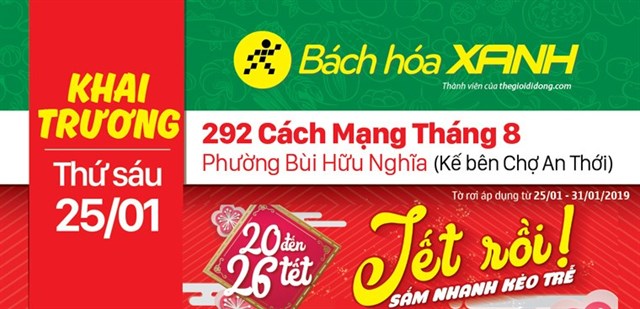 Bách hóa XANH
Thành viên của thegioididong.com
KHAI
TRƯƠNG
Thứ sáu
25/01
292 Cách Mạng Tháng 8
Phường Bùi Hữu Nghĩa (Kế bên Chợ An Thới)
Tờ rơi áp dụng từ 25/01 - 31/01/2019
20 đến
26 tết
Tết rồi!
SẮM NHANH KẺO TRỄ